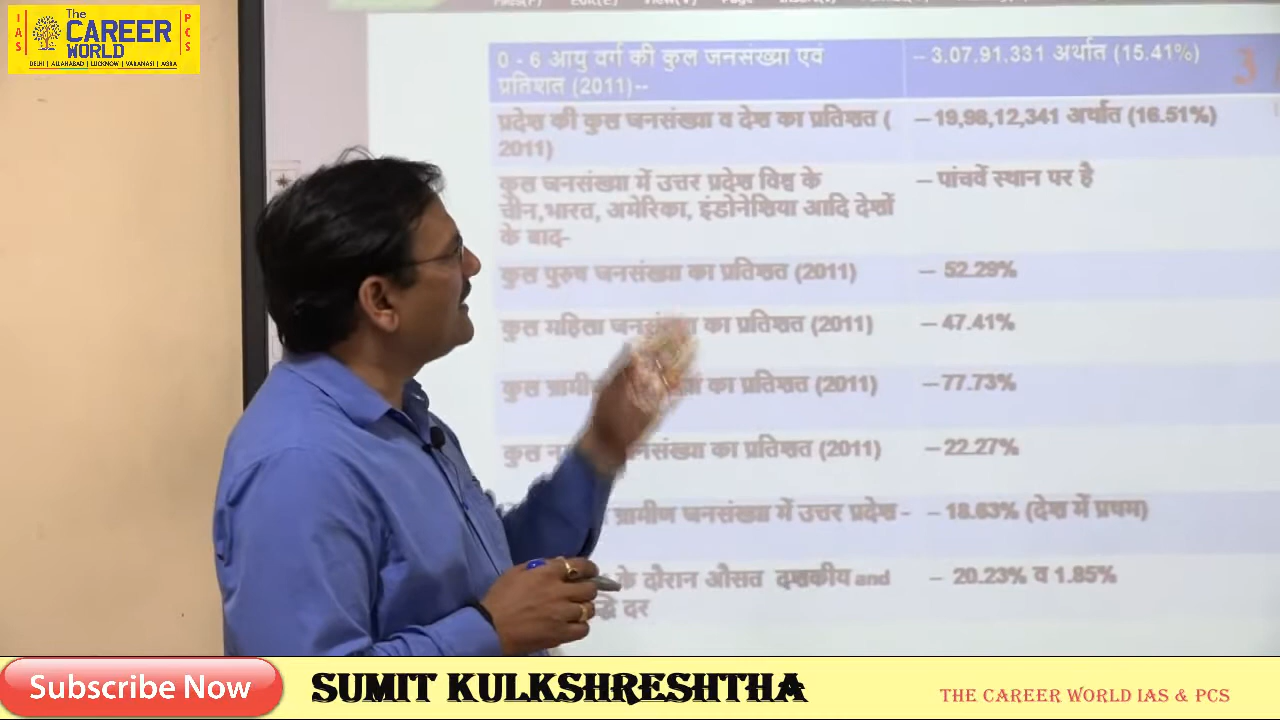 IAS
The
CAREER
WORLD
PCS
DELHI | ALLAHABAD | LUCKNOW | VARANASI | AGRA
0 - 6 आयु वर्ग की कुल जनसंख्या एवं
प्रतिशत (2011)--
– 3.07.91.331 अर्थात (15.41%)
3
प्रदेश की कुल जनसंख्या व देश का प्रतिशत (
2011)
– 19,98,12,341 अर्थात (16.51%)
कुल जनसंख्या में उत्तर प्रदेश विश्व के
चीन,भारत, अमेरिका, इंडोनेशिया आदि देशों
के बाद-
– पांचवें स्थान पर है
कुल पुरुष जनसंख्या का प्रतिशत (2011)
– 52.29%
कुल महिला जनसंख्या का प्रतिशत (2011)
– 47.41%
कुल का प्रतिशत (2011)
–77.73%
कुल का प्रतिशत (2011)
– 22.27%
ग्रामीण जनसंख्या में उत्तर प्रदेश -
– 18.63% (देश में प्रथम)
के दौरान औसत दशकीय and
दर
– 20.23% व 1.85%
Subscribe Now
SUMIT KULKSHRESHTHA
THE CAREER WORLD IAS & PCS